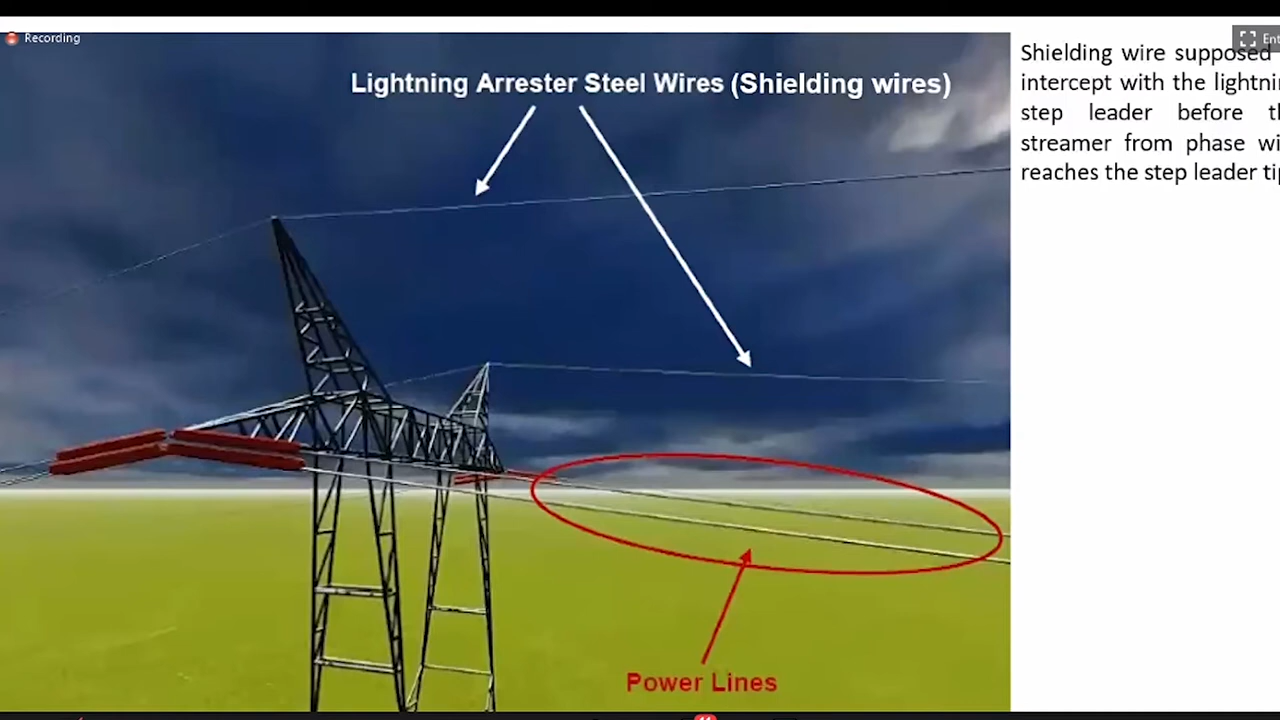 Recording
Lightning Arrester Steel Wires (Shielding wires)
Shielding wire supposed
intercept with the
step leader before
streamer from phase
reaches the step leader
Power Lines